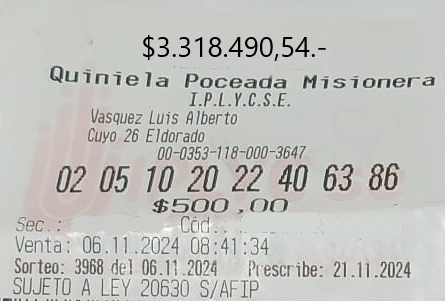 $3.318.490,54.-
Quiniela Poceada Misionera
I.P.L.Y.C.S.E.
Vasquez Luis Alberto
Cuyo 26 Eldorado
00-0353-118-000-3647
02 05 10 20 22 40 63 86
$500,00
Sec.: Cód.:
Venta: 06.11.2024 08:41:34
Sorteo: 3968 del 06.11.2024 Prescribe: 21.11.2024
SUJETO A LEY 20630 S/AFIP